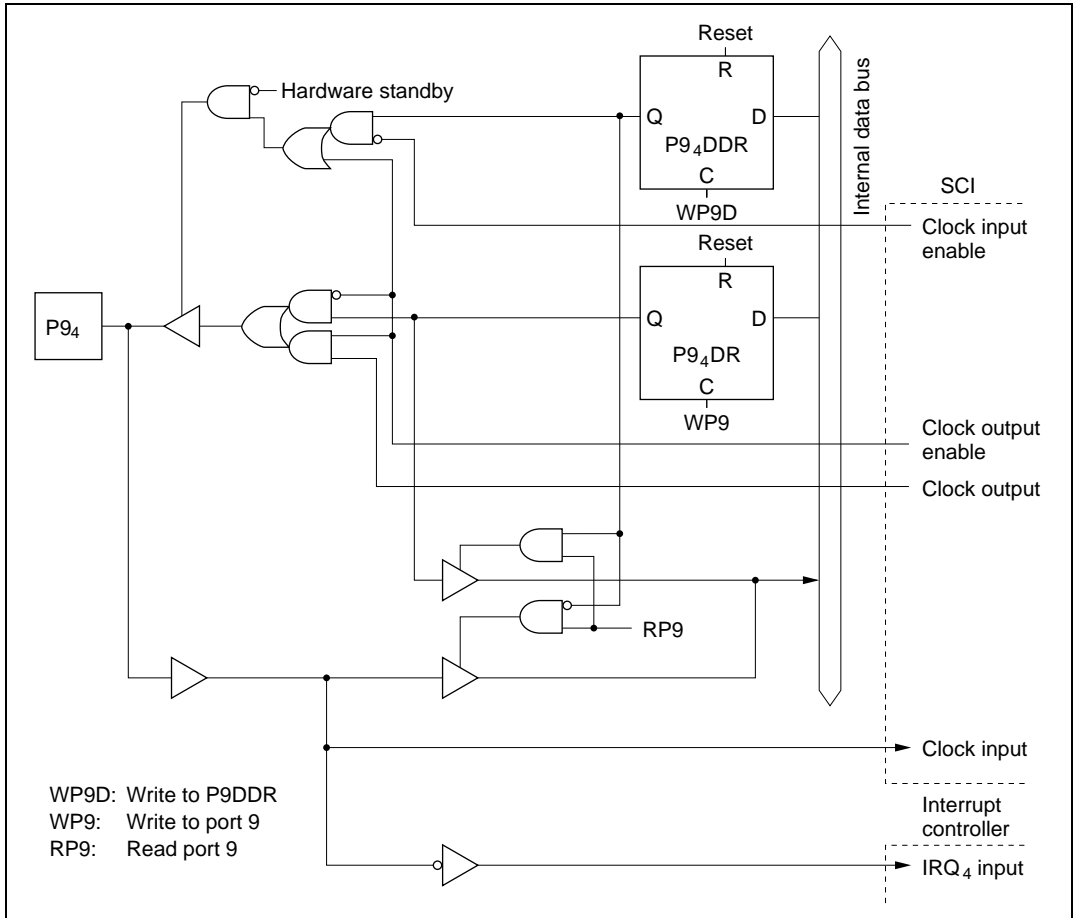 Reset
R
Hardware standby
Q
D
P9₄DDR
C
WP9D
Internal data bus
SCI
Clock input
enable
Reset
R
P9₄
Q
D
P9₄DR
C
WP9
Clock output
enable
Clock output
RP9
Clock input
WP9D: Write to P9DDR
WP9: Write to port 9
RP9: Read port 9
Interrupt
controller
IRQ₄ input